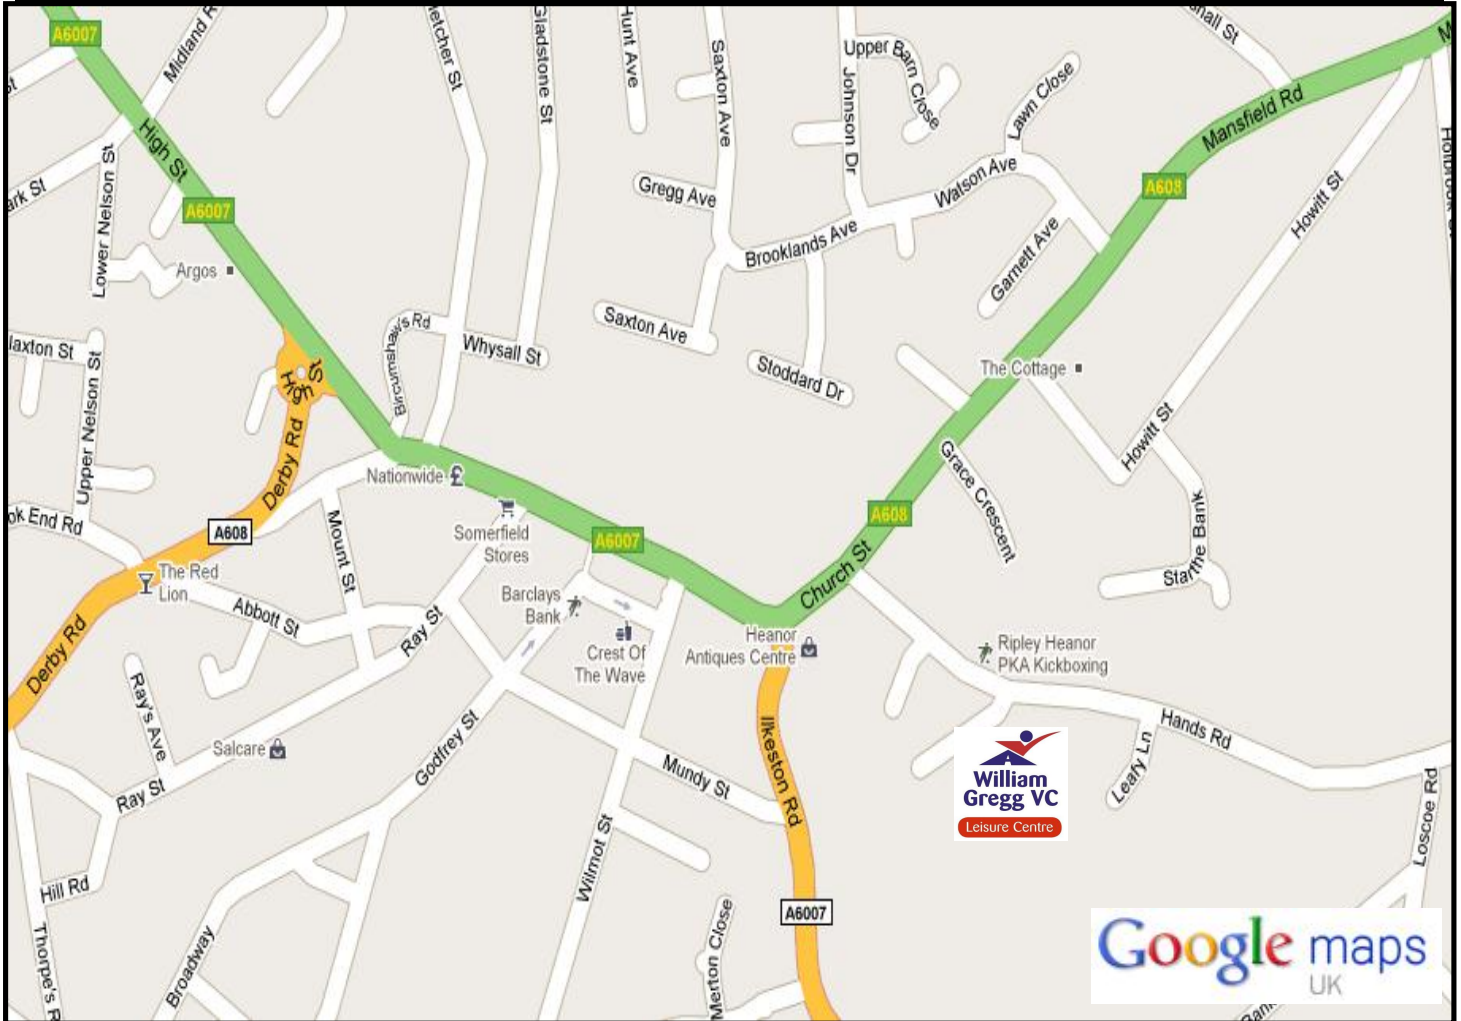 A6007
Midland R
etcher St
Gladstone St
Hunt Ave
Saxton Ave
Upper Barn Close
Johnson Dr
Lawn Close
hall St
M
Mansfield Rd
High St
Lower Nelson St
ark St
A6007
Gregg Ave
Walson Ave
A608
Howitt St
Brooklands Ave
Garnett Ave
Argos
Saxton Ave
Bircumshaw's Rd
Whysall St
laxton St
High St
Stoddard Dr
The Cottage
Upper Nelson St
Derby Rd
Howitt St
Nationwide £
Grace Crescent
ok End Rd
A608
Mount St
Somerfield
Stores
A6007
A608
Starthe Bank
The Red
Lion
Abbott St
Barclays
Bank
Church St
Ray St
Crest Of
The Wave
Heanor
Antiques Centre
Ripley Heanor
PKA Kickboxing
Derby Rd
Ray's Ave
Salcare
Godfrey St
Mundy St
Ilkeston Rd
Hands Rd
Leafy Ln
William
Gregg VC
Leisure Centre
Ray St
Wilmot St
Loscoe Rd
Hill Rd
A6007
Thorpe's R
Broadway
Merton Close
Google maps
UK